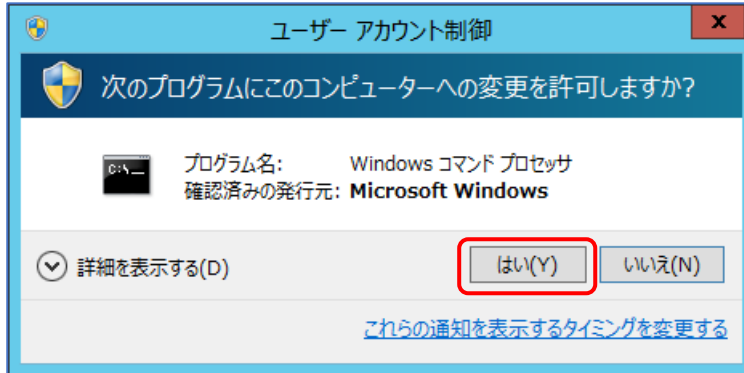 ユーザー アカウント制御
次のプログラムにこのコンピューターへの変更を許可しますか?
C:\_
プログラム名: Windows コマンド プロセッサ
確認済みの発行元: Microsoft Windows
詳細を表示する(D) はい(Y) いいえ(N)
これらの通知を表示するタイミングを変更する